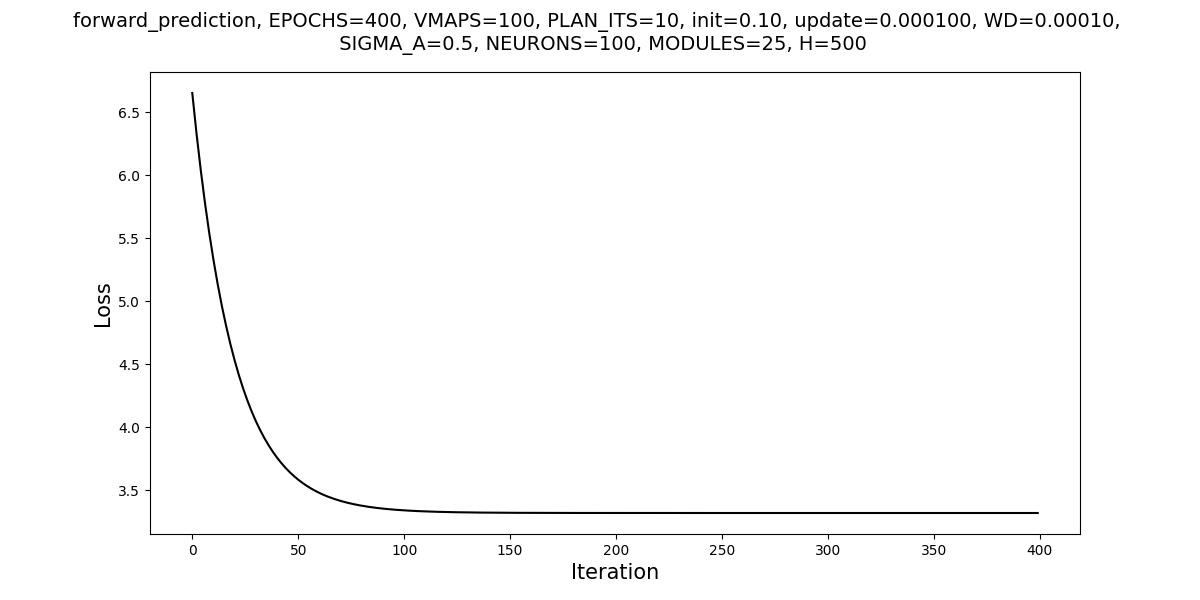 forward_prediction, EPOCHS=400, VMAPS=100, PLAN_ITS=10, init=0.10, update=0.000100, WD=0.00010,
SIGMA_A=0.5, NEURONS=100, MODULES=25, H=500
6.5
6.0
5.5
5.0
4.5
4.0
3.5
Loss
0 50 100 150 200 250 300 350 400
Iteration